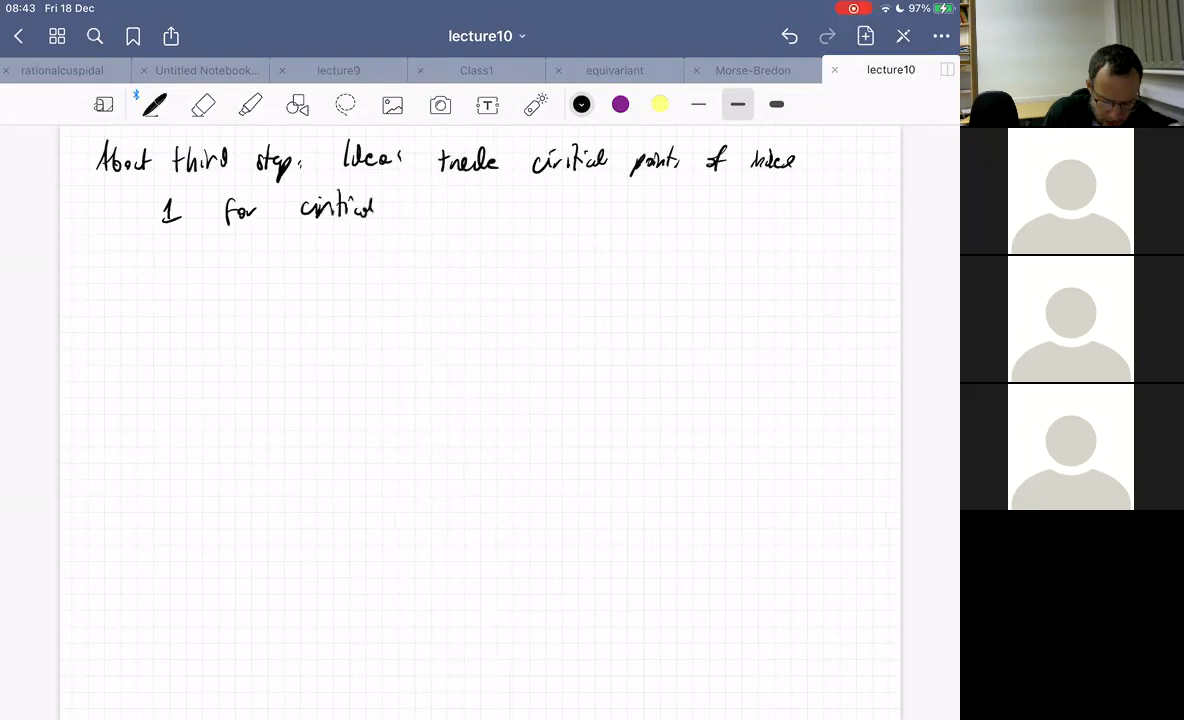 08:43 Fri 18 Dec 97%
lecture10
rationalcuspidal Untitled Notebook... lecture9 Class1 equivariant Morse-Bredon lecture10
About third step. Idea: trade critical points of index
1 for critical